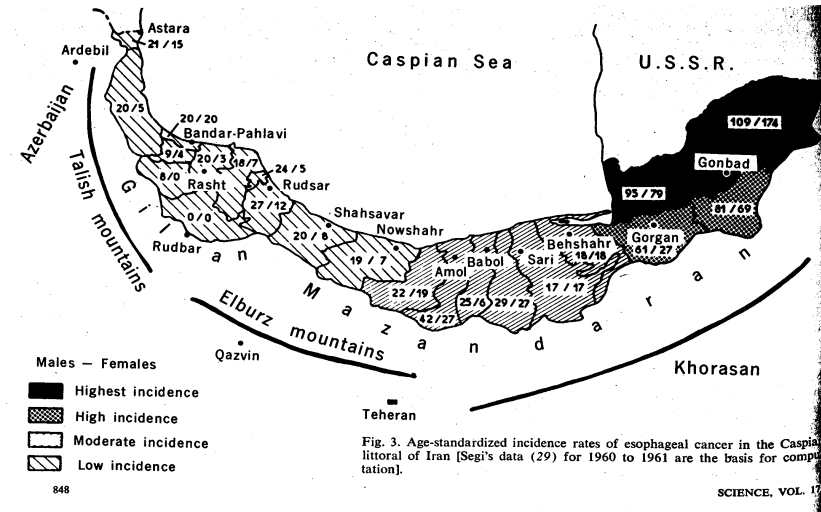 Astara
21 / 15
Ardebil
Caspian Sea
U.S.S.R.
Azerbaijan
20/5
20/20
Bandar-Pahlavi
109/174
9/4
20/3
18/7
Gonbad
Talish mountains
8/0
Rasht
24/5
Rudsar
95/79
27/12
Shahsavar
81/69
0/0
Nowshahr
Behshahr
Gorgan
Rudbar
20/8
61/27
Gilan
19/7
Amol
Babol
Sari
18/18
22/19
25/6
29/27
17/17
42/27
Mazandaran
Elburz mountains
Qazvin
Khorasan
Teheran
Males — Females
Highest incidence
High incidence
Moderate incidence
Low incidence
Fig. 3. Age-standardized incidence rates of esophageal cancer in the Caspia
littoral of Iran [Segi's data (29) for 1960 to 1961 are the basis for compu
tation].
848
SCIENCE, VOL. 17